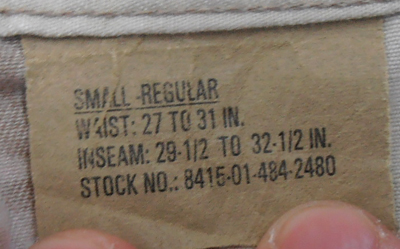 SMALL-REGULAR
WAIST: 27 TO 31 IN.
INSEAM: 29-1/2 TO 32-1/2 IN.
STOCK NO.: 8415-01-484-2480